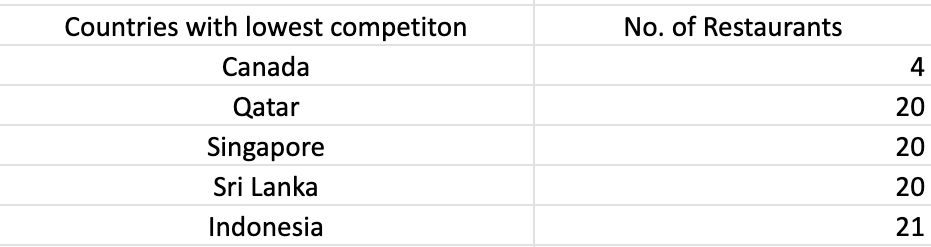 Countries with lowest competiton No. of Restaurants
Canada 4
Qatar 20
Singapore 20
Sri Lanka 20
Indonesia 21